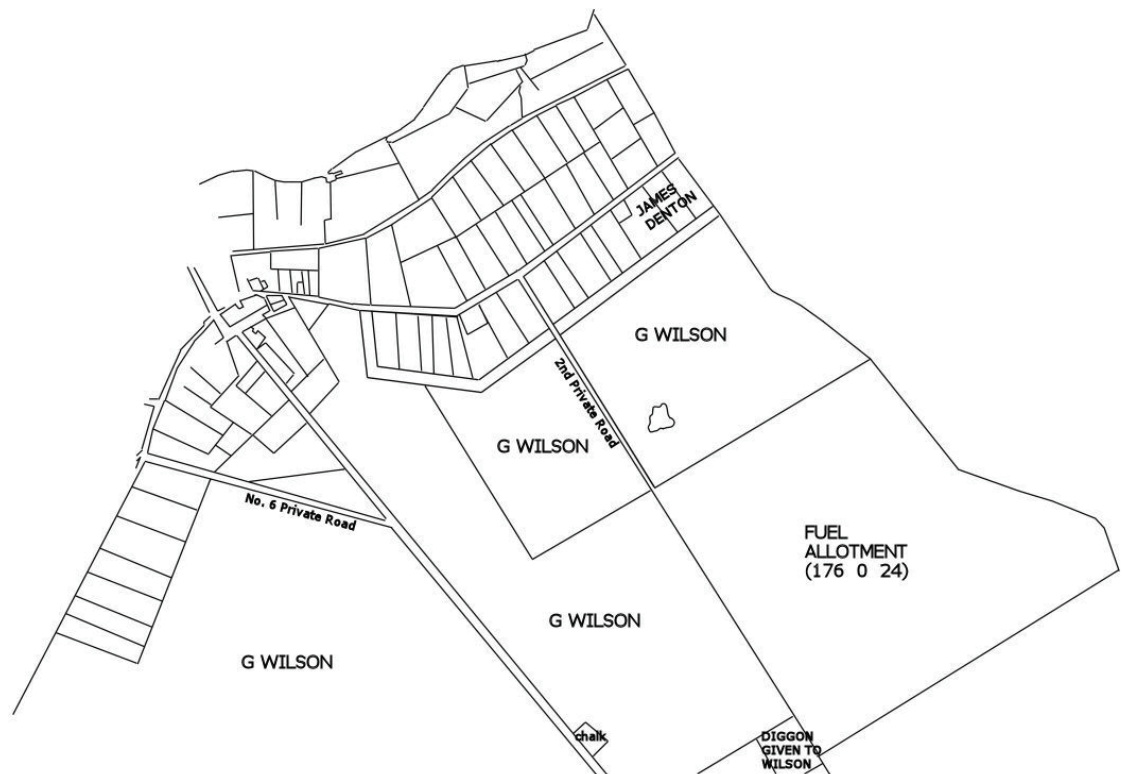 JAMES
DENTON
G WILSON
2nd Private Road
G WILSON
No. 6 Private Road
FUEL
ALLOTMENT
(176 0 24)
G WILSON
G WILSON
chalk
DIGGON
GIVEN TO
WILSON